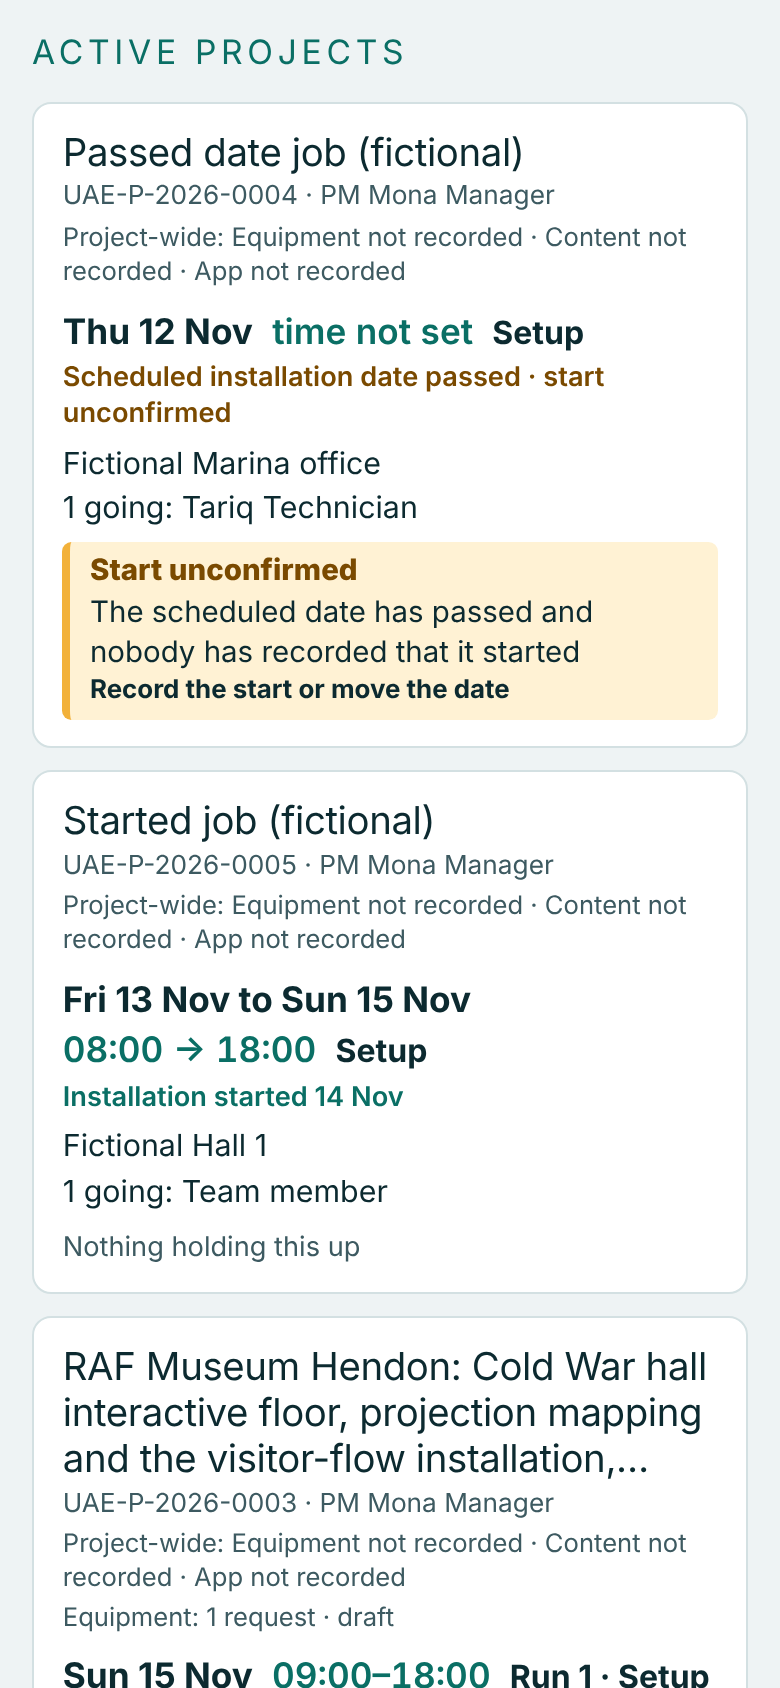 ACTIVE PROJECTS
Passed date job (fictional)
UAE-P-2026-0004 · PM Mona Manager
Project-wide: Equipment not recorded · Content not
recorded · App not recorded
Thu 12 Nov time not set Setup
Scheduled installation date passed · start
unconfirmed
Fictional Marina office
1 going: Tariq Technician
Start unconfirmed
The scheduled date has passed and
nobody has recorded that it started
Record the start or move the date
Started job (fictional)
UAE-P-2026-0005 · PM Mona Manager
Project-wide: Equipment not recorded · Content not
recorded · App not recorded
Fri 13 Nov to Sun 15 Nov
08:00 → 18:00 Setup
Installation started 14 Nov
Fictional Hall 1
1 going: Team member
Nothing holding this up
RAF Museum Hendon: Cold War hall
interactive floor, projection mapping
and the visitor-flow installation,...
UAE-P-2026-0003 · PM Mona Manager
Project-wide: Equipment not recorded · Content not
recorded · App not recorded
Equipment: 1 request · draft
Sun 15 Nov 09:00–18:00 Run 1 · Setup